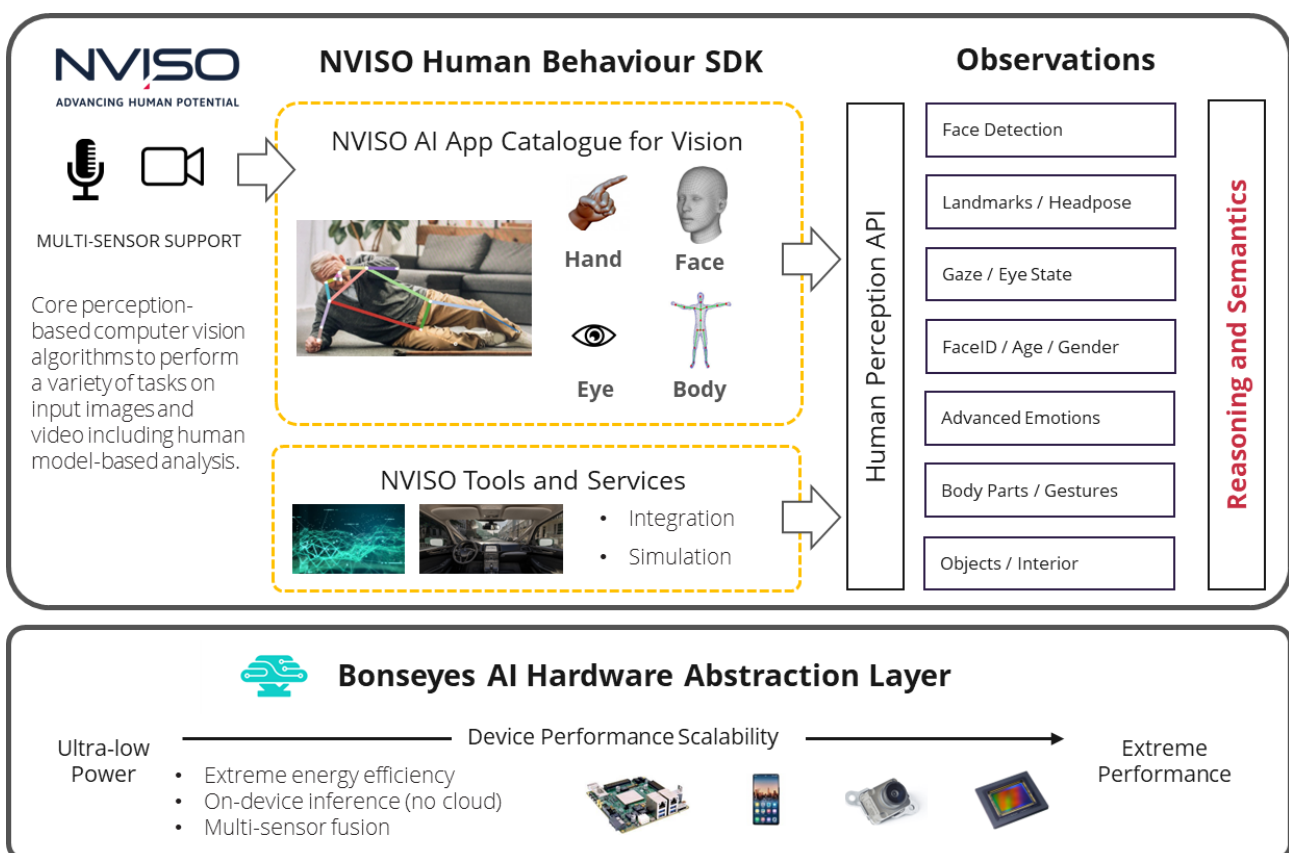 NVISO
ADVANCING HUMAN POTENTIAL
MULTI-SENSOR SUPPORT
Core perception-
based computer vision
algorithms to perform
a variety of tasks on
input images and
video including human
model-based analysis.
NVISO Human Behaviour SDK
NVISO AI App Catalogue for Vision
Hand
Face
Eye
Body
NVISO Tools and Services
• Integration
• Simulation
Human Perception API
Observations
Face Detection
Landmarks / Headpose
Gaze / Eye State
FaceID / Age / Gender
Advanced Emotions
Body Parts / Gestures
Objects / Interior
Reasoning and Semantics
Bonseyes AI Hardware Abstraction Layer
Ultra-low
Power
Device Performance Scalability
• Extreme energy efficiency
• On-device inference (no cloud)
• Multi-sensor fusion
Extreme
Performance